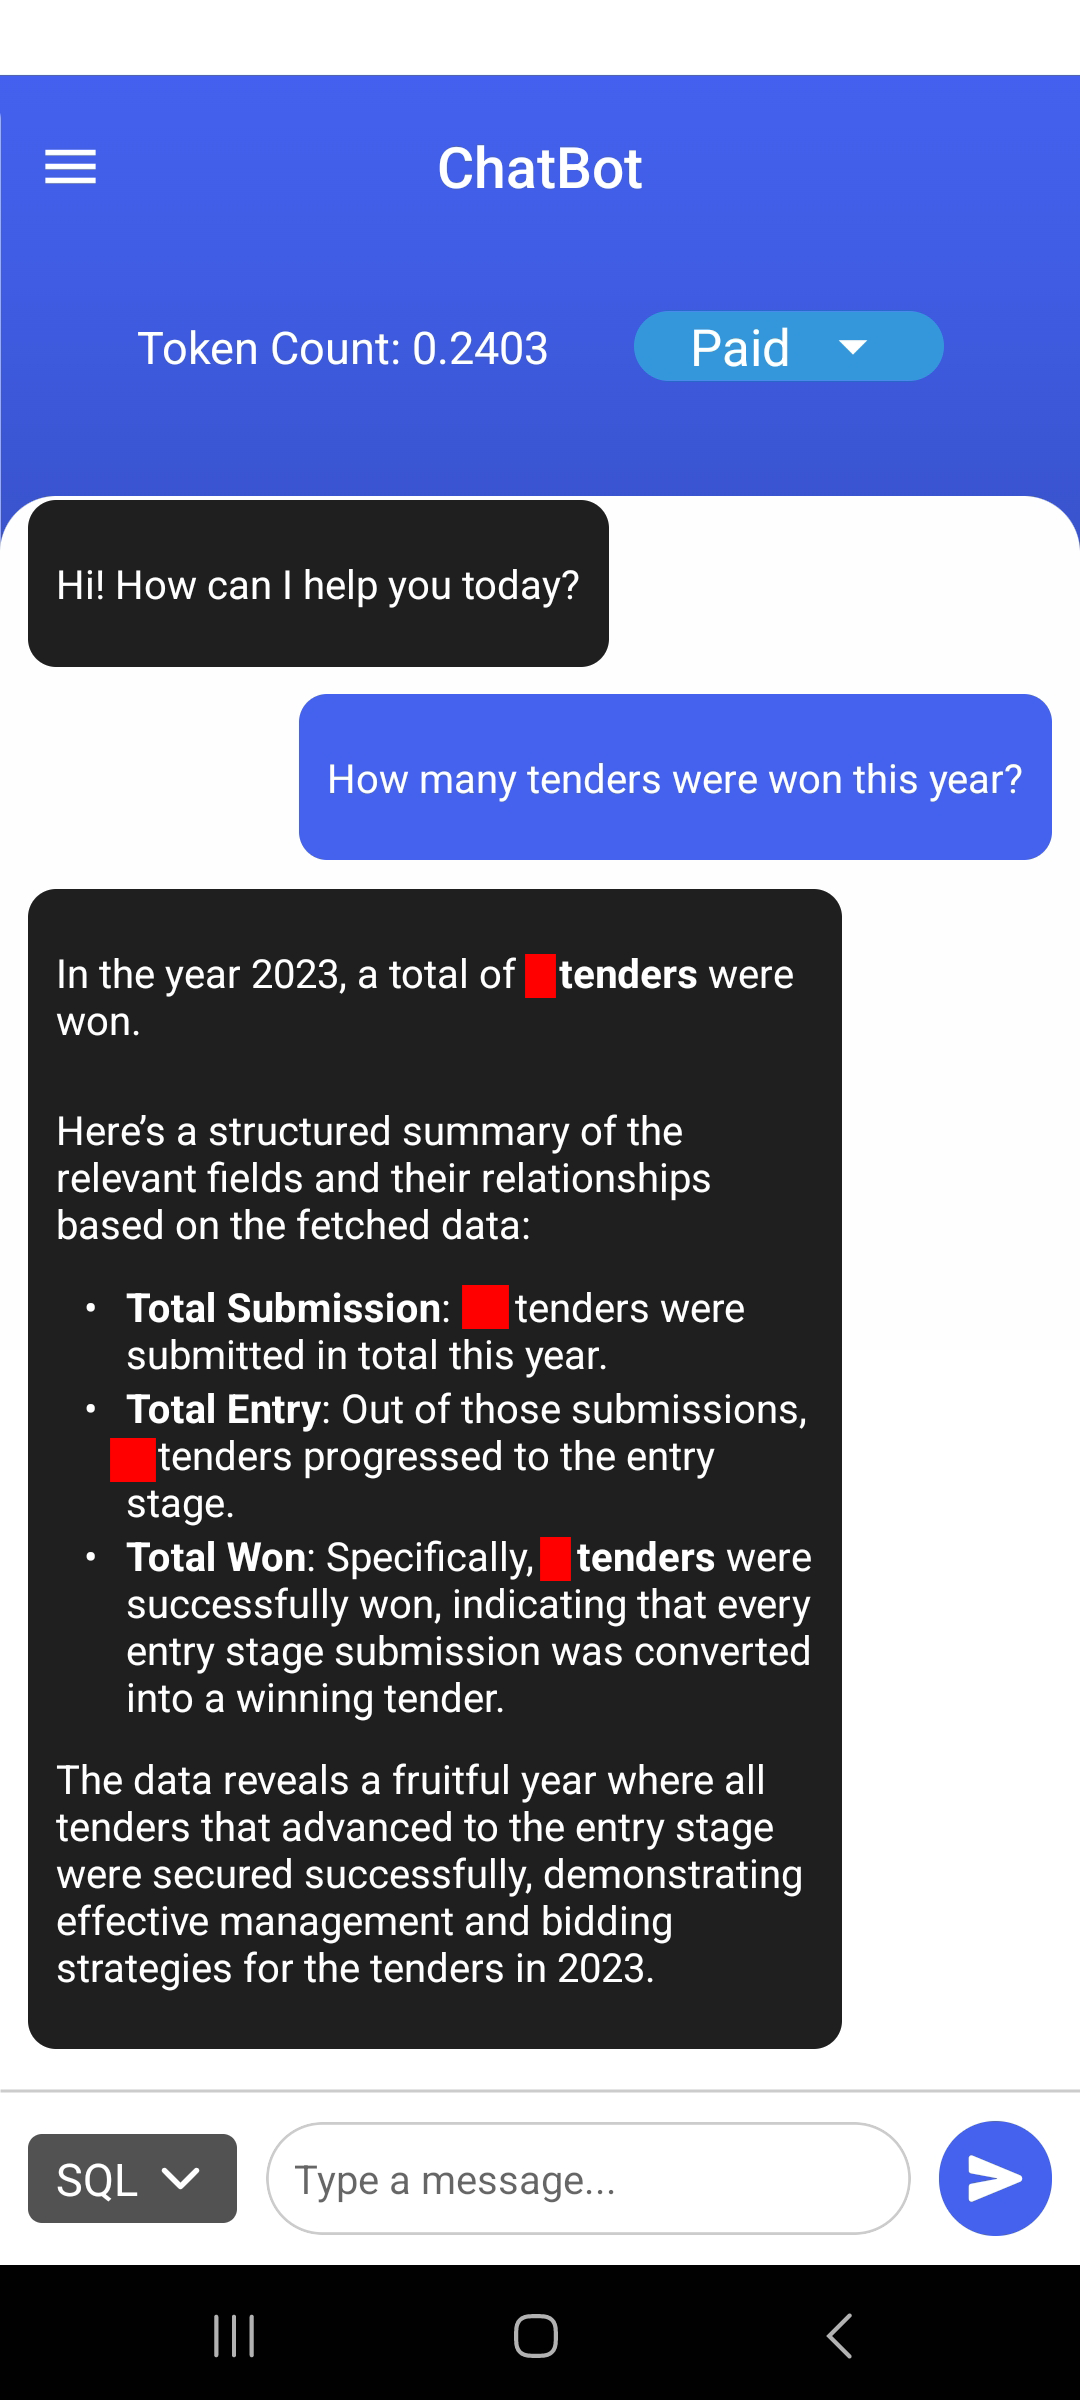 ChatBot
Token Count: 0.2403
Paid
Hi! How can I help you today?
How many tenders were won this year?
In the year 2023, a total of tenders were
won.
Here’s a structured summary of the
relevant fields and their relationships
based on the fetched data:
• Total Submission: tenders were
submitted in total this year.
• Total Entry: Out of those submissions,
tenders progressed to the entry
stage.
• Total Won: Specifically, tenders were
successfully won, indicating that every
entry stage submission was converted
into a winning tender.
The data reveals a fruitful year where all
tenders that advanced to the entry stage
were secured successfully, demonstrating
effective management and bidding
strategies for the tenders in 2023.
SQL
Type a message...